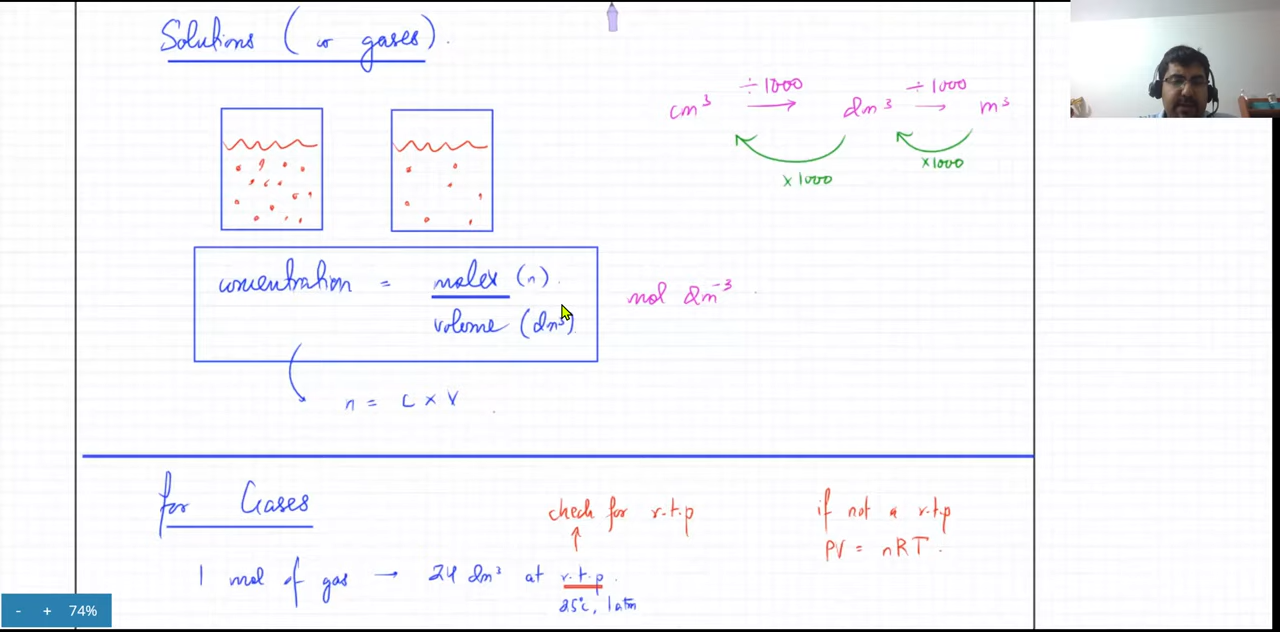 Solutions ( or gases).
÷1000 ÷1000
cm³ → dm³ → m³
x1000 x1000
concentration = moles (n).
volume (dm³)
mol dm⁻³
n = C × V
for Gases
check for r.t.p
if not a r.t.p
PV = nRT.
1 mol of gas → 24 dm³ at r.t.p.
25°c, 1atm
- + 74%